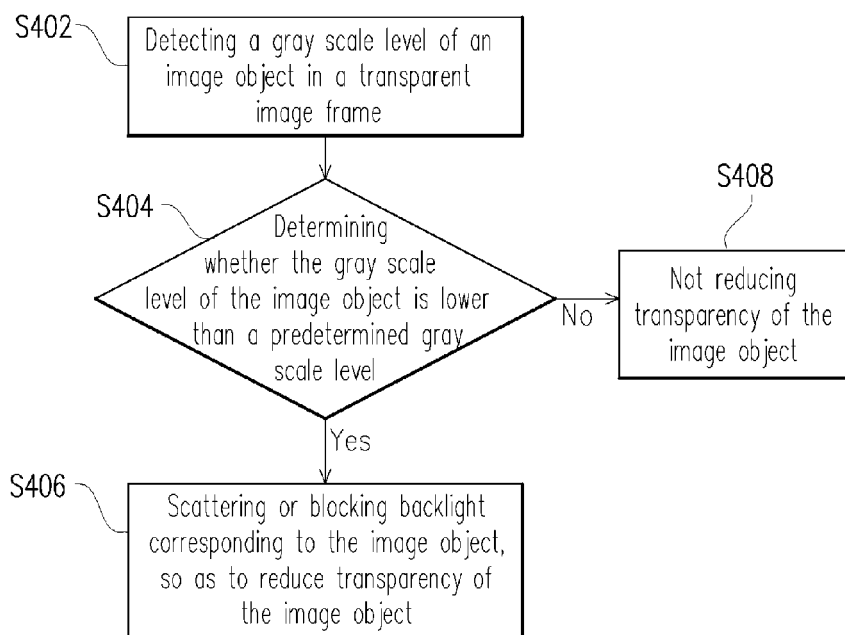 S402
Detecting a gray scale level of an
image object in a transparent
image frame
S404
Determining
whether the gray scale
level of the image object is lower
than a predetermined gray
scale level
No
S408
Not reducing
transparency of the
image object
Yes
S406
Scattering or blocking backlight
corresponding to the image object,
so as to reduce transparency of
the image object